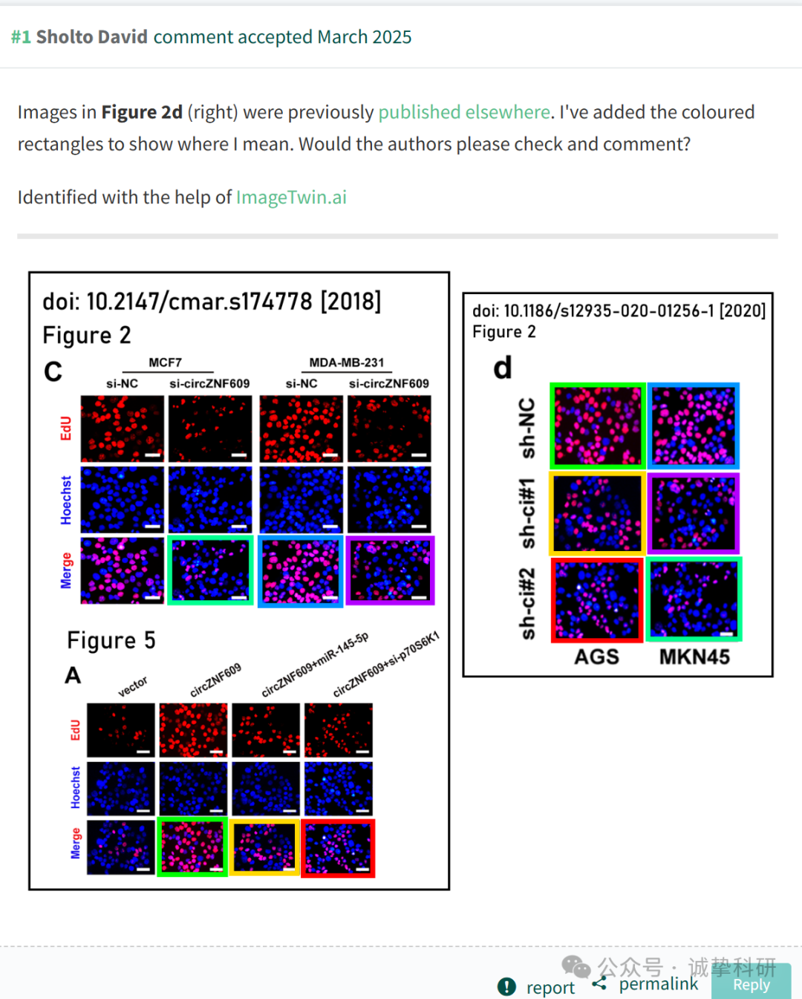 #1 Sholto David comment accepted March 2025
Images in Figure 2d (right) were previously published elsewhere. I've added the coloured
rectangles to show where I mean. Would the authors please check and comment?
Identified with the help of ImageTwin.ai
doi: 10.2147/cmar.s174778 [2018]
Figure 2
C
MCF7 MDA-MB-231
si-NC si-circZNF609 si-NC si-circZNF609
EdU
Hoechst
Merge
Figure 5
A
vector circZNF609 circZNF609+miR-145-5p circZNF609+si-p70S6K1
EdU
Hoechst
Merge
doi: 10.1186/s12935-020-01256-1 [2020]
Figure 2
d
sh-NC
sh-ci#1
sh-ci#2
AGS MKN45
公众号 · 诚挚科研
report permalink Reply